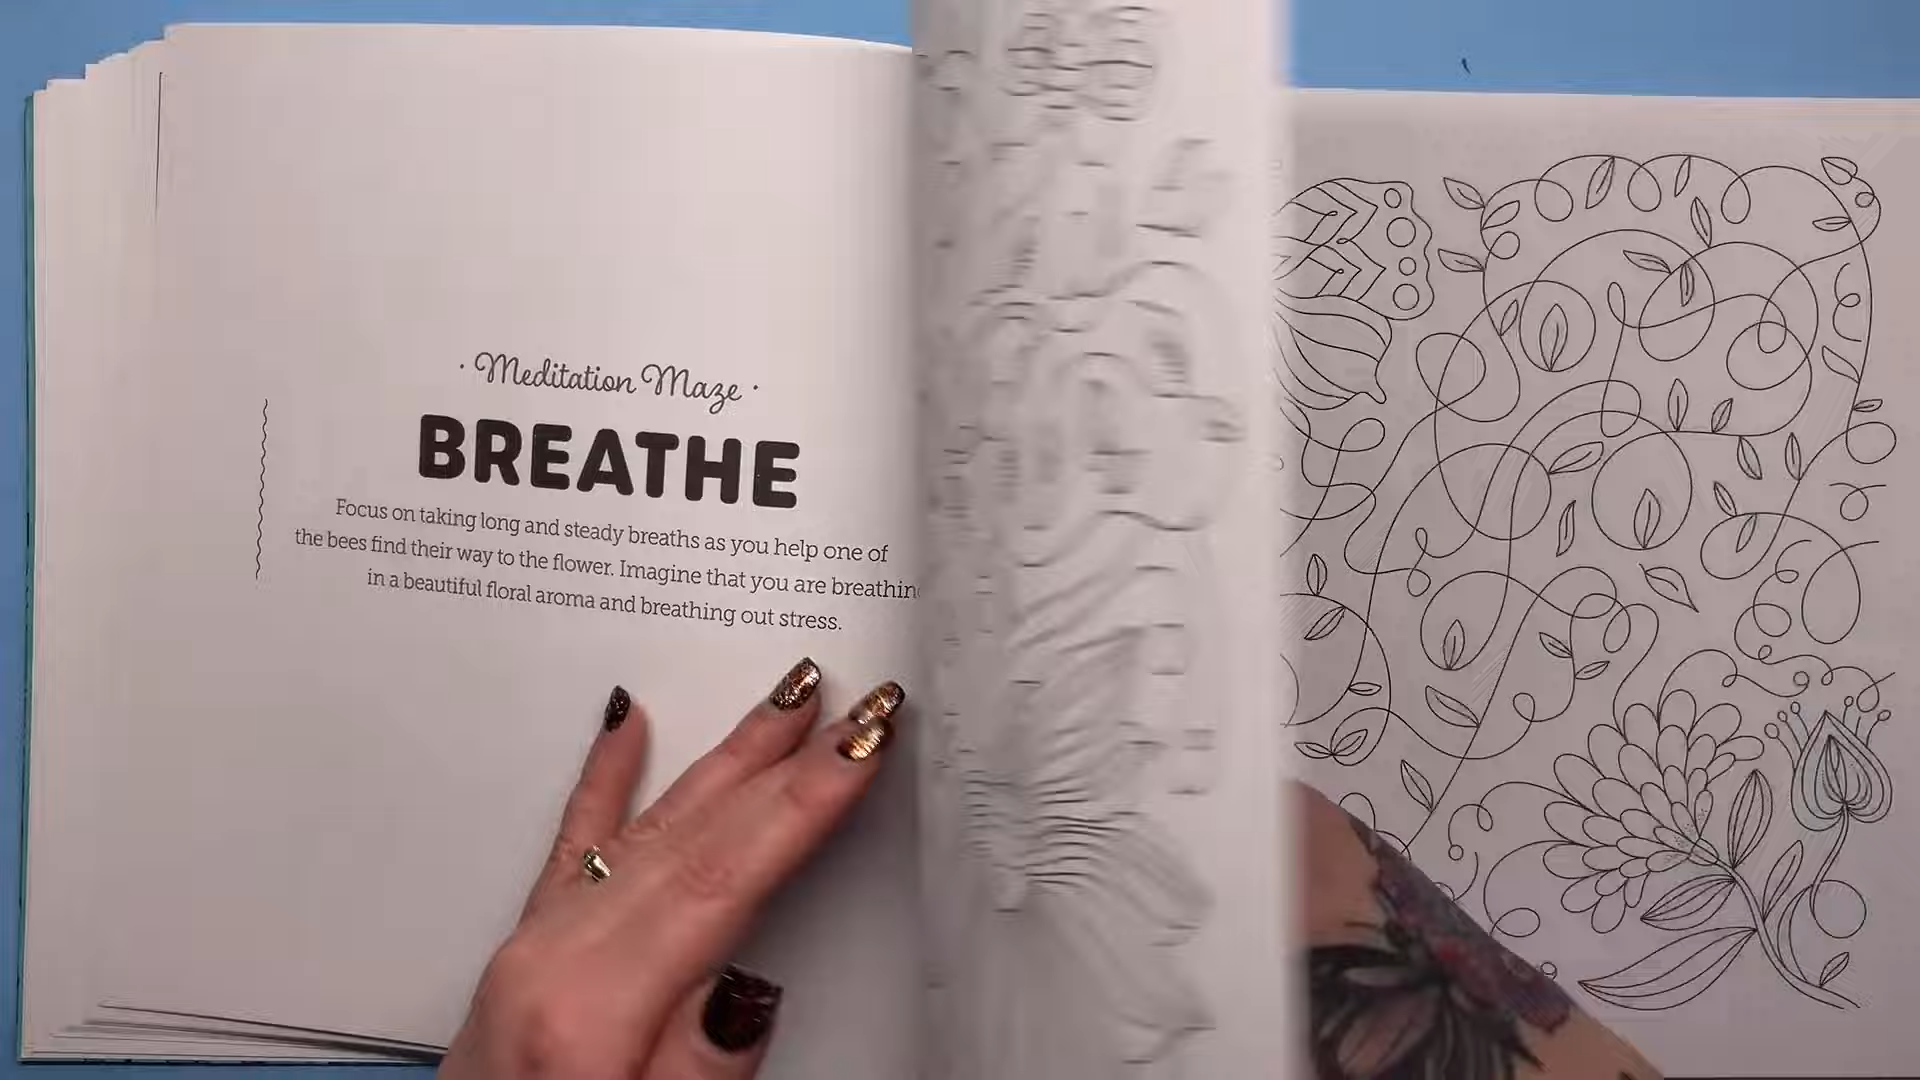 · Meditation Maze ·
BREATHE
Focus on taking long and steady breaths as you help one of
the bees find their way to the flower. Imagine that you are breathing
in a beautiful floral aroma and breathing out stress.